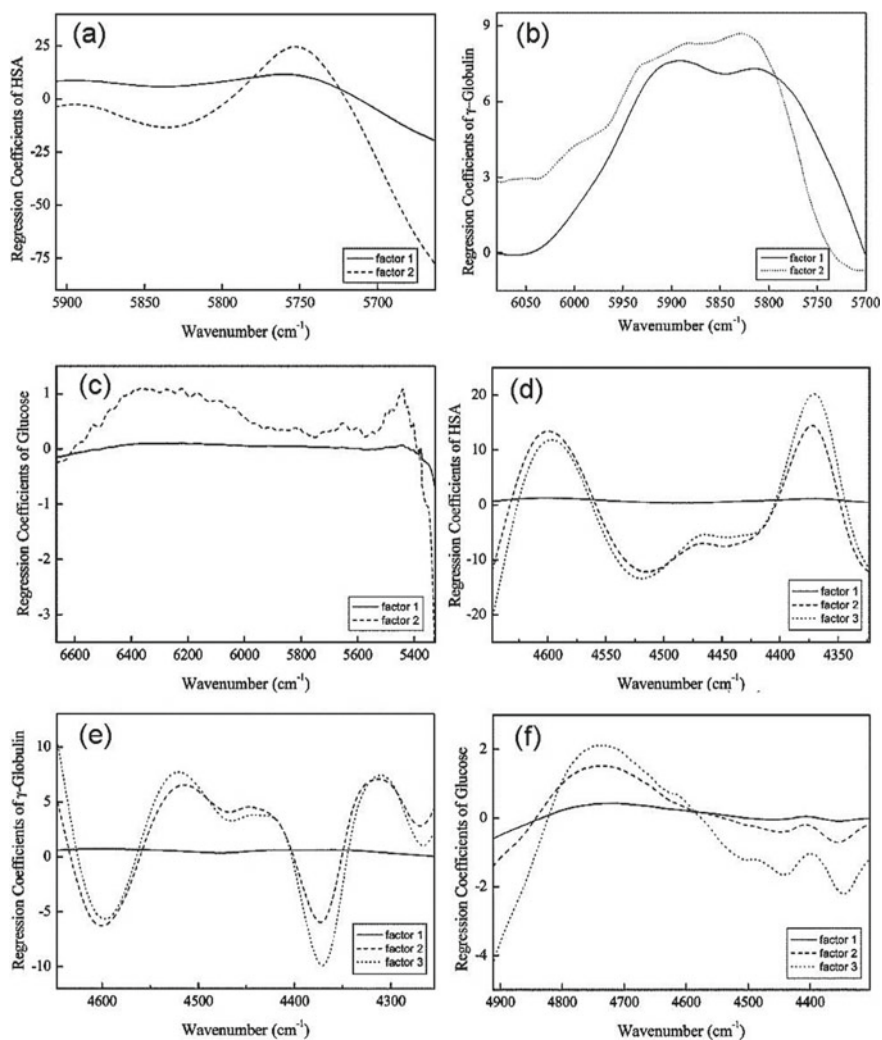 (a)
Regression Coefficients of HSA
25
0
-25
-50
-75
factor 1
factor 2
5900 5850 5800 5750 5700
Wavenumber (cm⁻¹)
(b)
Regression Coefficients of γ-Globulin
9
6
3
0
factor 1
factor 2
6050 6000 5950 5900 5850 5800 5750 5700
Wavenumber (cm⁻¹)
(c)
Regression Coefficients of Glucose
1
0
-1
-2
-3
factor 1
factor 2
6600 6400 6200 6000 5800 5600 5400
Wavenumber (cm⁻¹)
(d)
Regression Coefficients of HSA
20
10
0
-10
-20
factor 1
factor 2
factor 3
4600 4550 4500 4450 4400 4350
Wavenumber (cm⁻¹)
(e)
Regression Coefficients of γ-Globulin
10
5
0
-5
-10
factor 1
factor 2
factor 3
4600 4500 4400 4300
Wavenumber (cm⁻¹)
(f)
Regression Coefficients of Glucose
2
0
-2
-4
factor 1
factor 2
factor 3
4900 4800 4700 4600 4500 4400
Wavenumber (cm⁻¹)